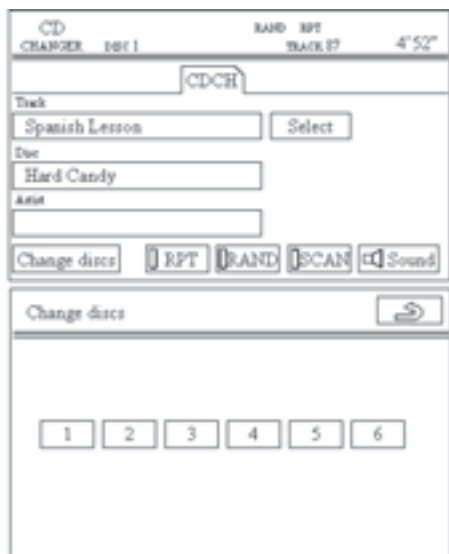 CD RAND RPT
CHANGER DISC 1 TRACK 07 4'52"
CDCH
Track
Spanish Lesson Select
Disc
Hard Candy
Artist
Change discs RPT RAND SCAN Sound
Change discs
1 2 3 4 5 6